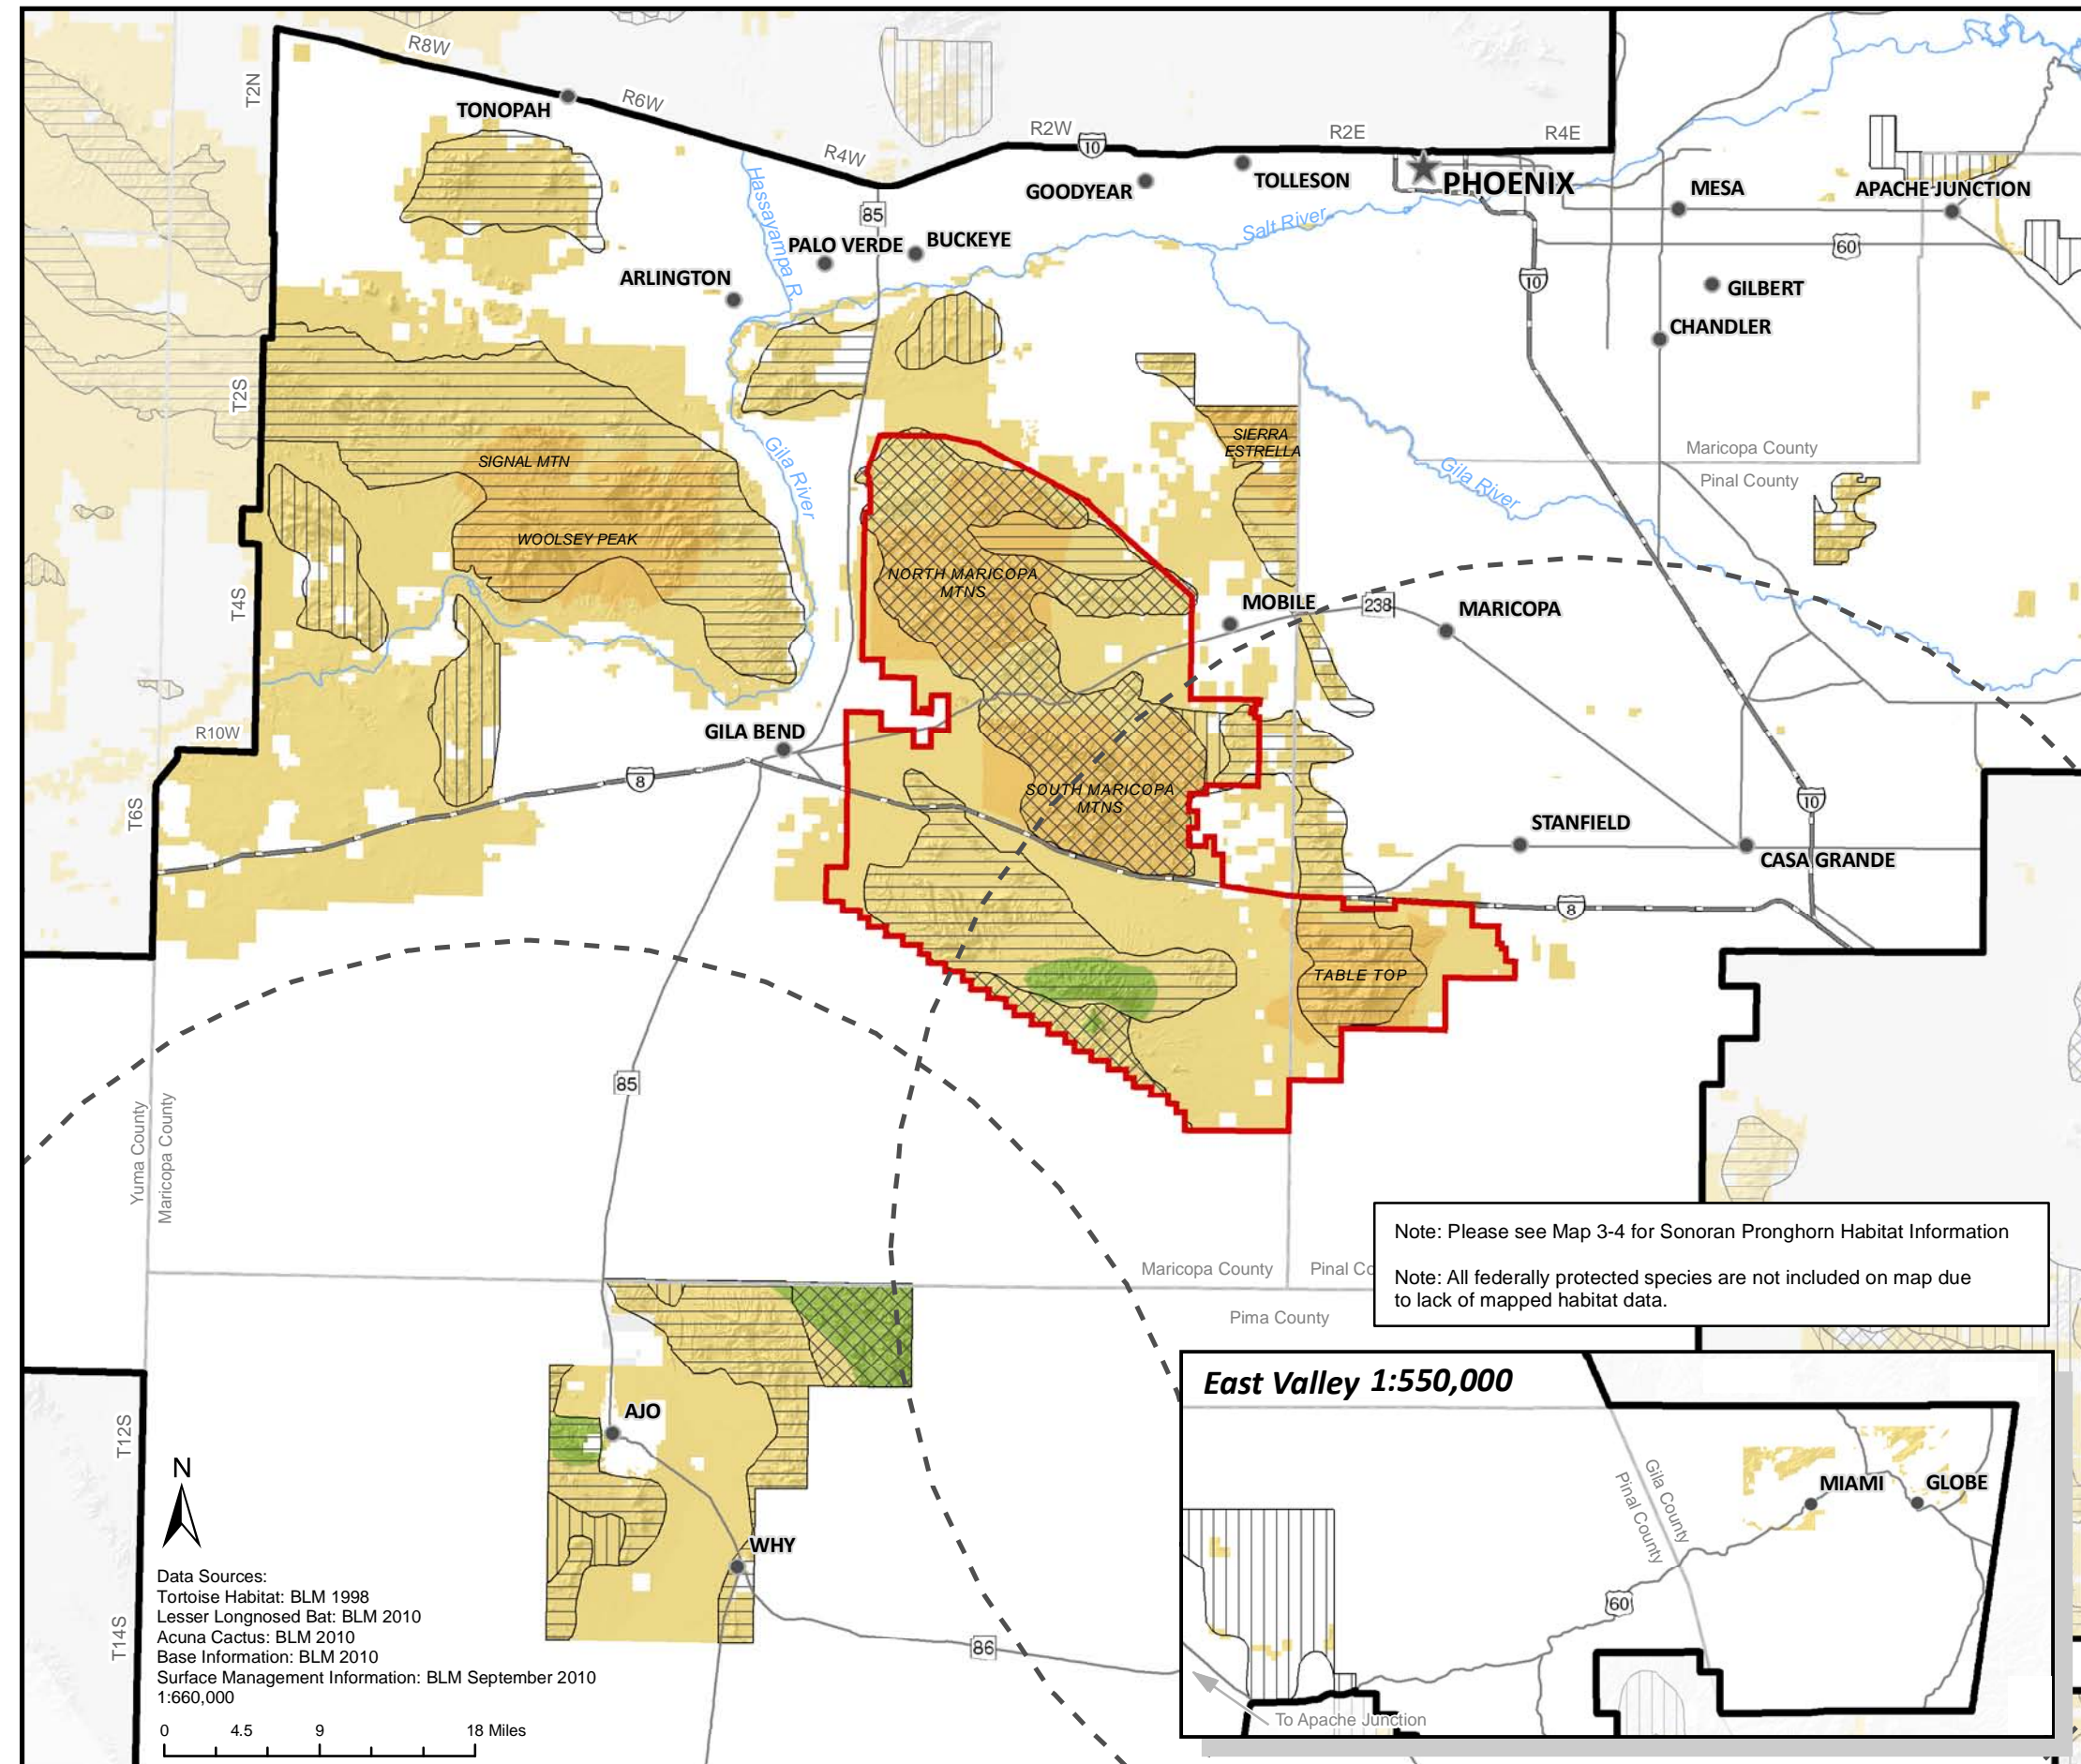 R8W
T2N
TONOPAH
R6W
R4W
R2W
10
R2E
R4E
Hassayampa R.
85
GOODYEAR
TOLLESON
PHOENIX
MESA
APACHE JUNCTION
Salt River
PALO VERDE
BUCKEYE
60
ARLINGTON
10
GILBERT
CHANDLER
T2S
SIERRA
ESTRELLA
Maricopa County
Pinal County
SIGNAL MTN
Gila River
Gila River
WOOLSEY PEAK
NORTH MARICOPA
MTNS
T4S
MOBILE
238
MARICOPA
R10W
GILA BEND
8
SOUTH MARICOPA
MTNS
10
T6S
STANFIELD
CASA GRANDE
8
TABLE TOP
85
Yuma County
Maricopa County
Maricopa County
Pinal Co
Pima County
Note: Please see Map 3-4 for Sonoran Pronghorn Habitat Information
Note: All federally protected species are not included on map due
to lack of mapped habitat data.
East Valley 1:550,000
AJO
T12S
N
Gila County
Pinal County
MIAMI
GLOBE
WHY
60
T14S
86
To Apache Junction
Data Sources:
Tortoise Habitat: BLM 1998
Lesser Longnosed Bat: BLM 2010
Acuna Cactus: BLM 2010
Base Information: BLM 2010
Surface Management Information: BLM September 2010
1:660,000
0 4.5 9 18 Miles